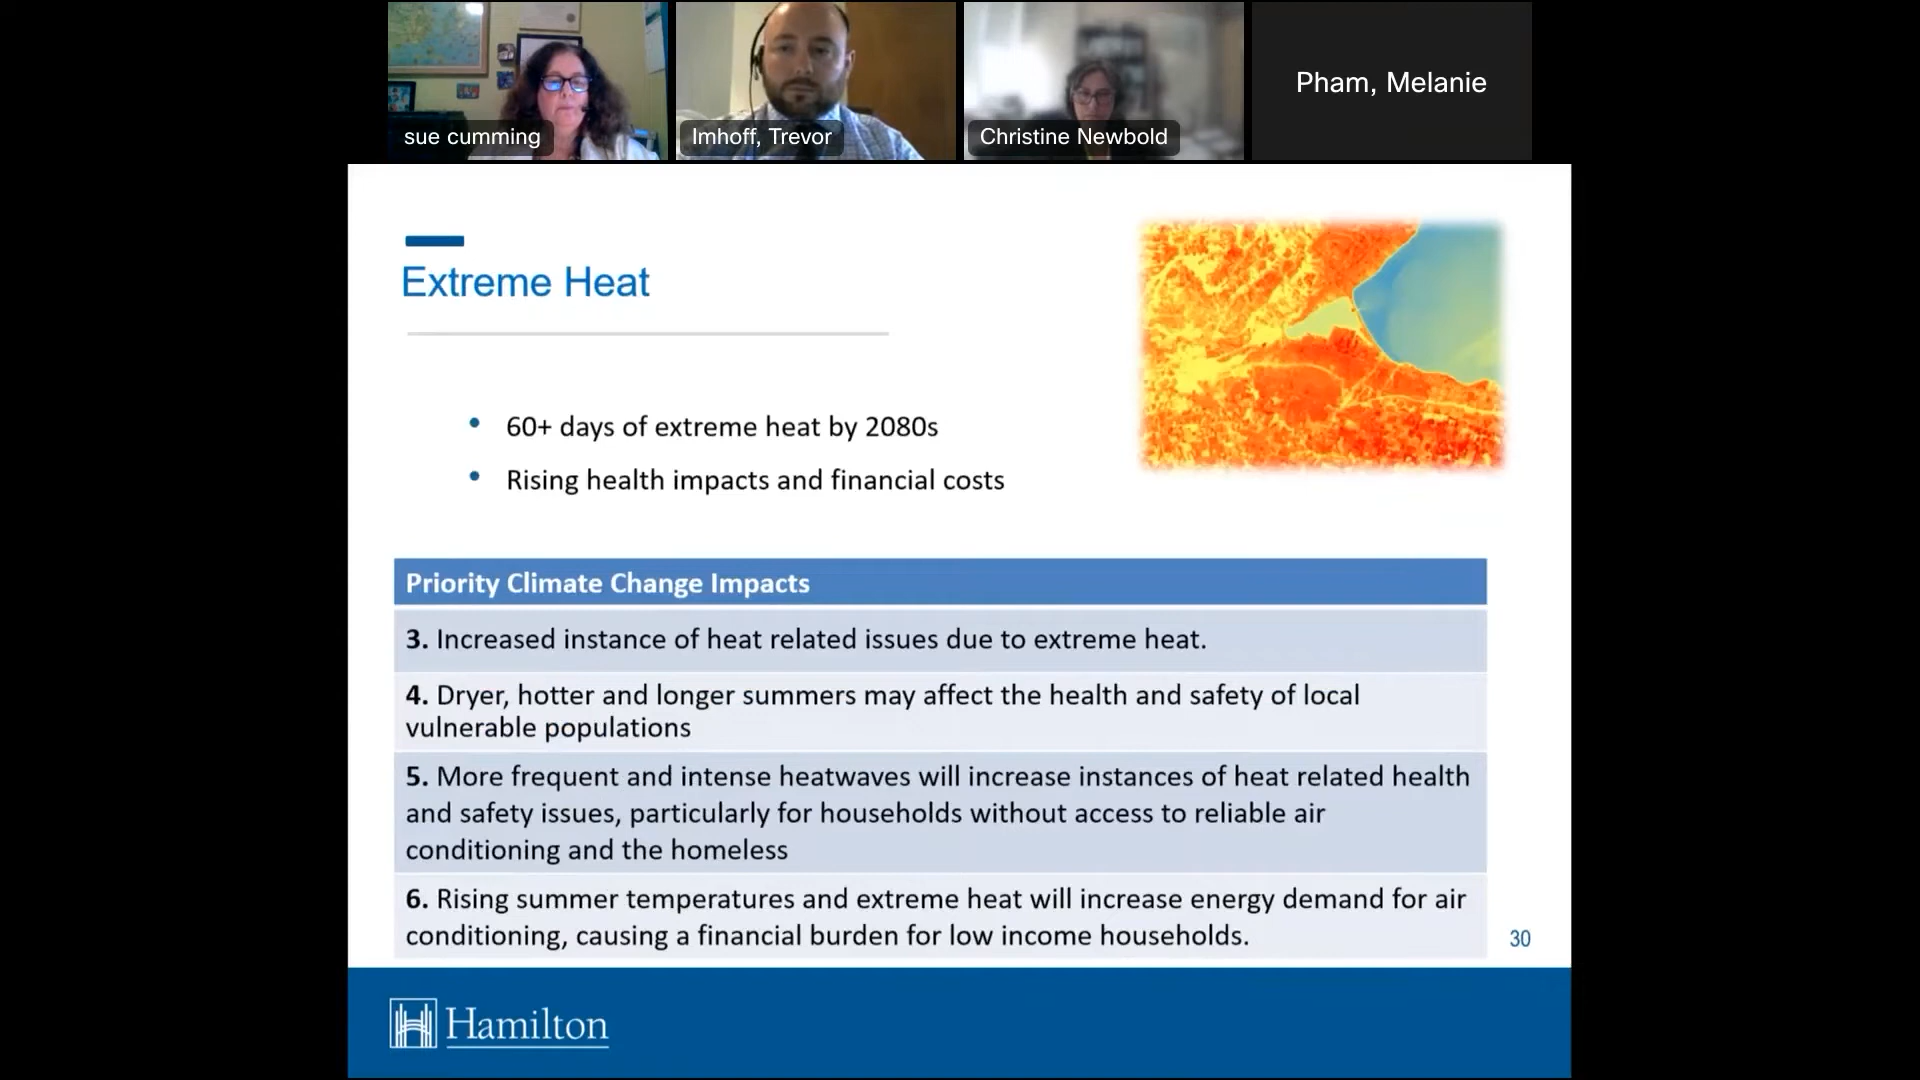 sue cumming
Imhoff, Trevor
Christine Newbold
Pham, Melanie
Extreme Heat
• 60+ days of extreme heat by 2080s
• Rising health impacts and financial costs
Priority Climate Change Impacts
3. Increased instance of heat related issues due to extreme heat.
4. Dryer, hotter and longer summers may affect the health and safety of local
vulnerable populations
5. More frequent and intense heatwaves will increase instances of heat related health
and safety issues, particularly for households without access to reliable air
conditioning and the homeless
6. Rising summer temperatures and extreme heat will increase energy demand for air
conditioning, causing a financial burden for low income households.
30
Hamilton